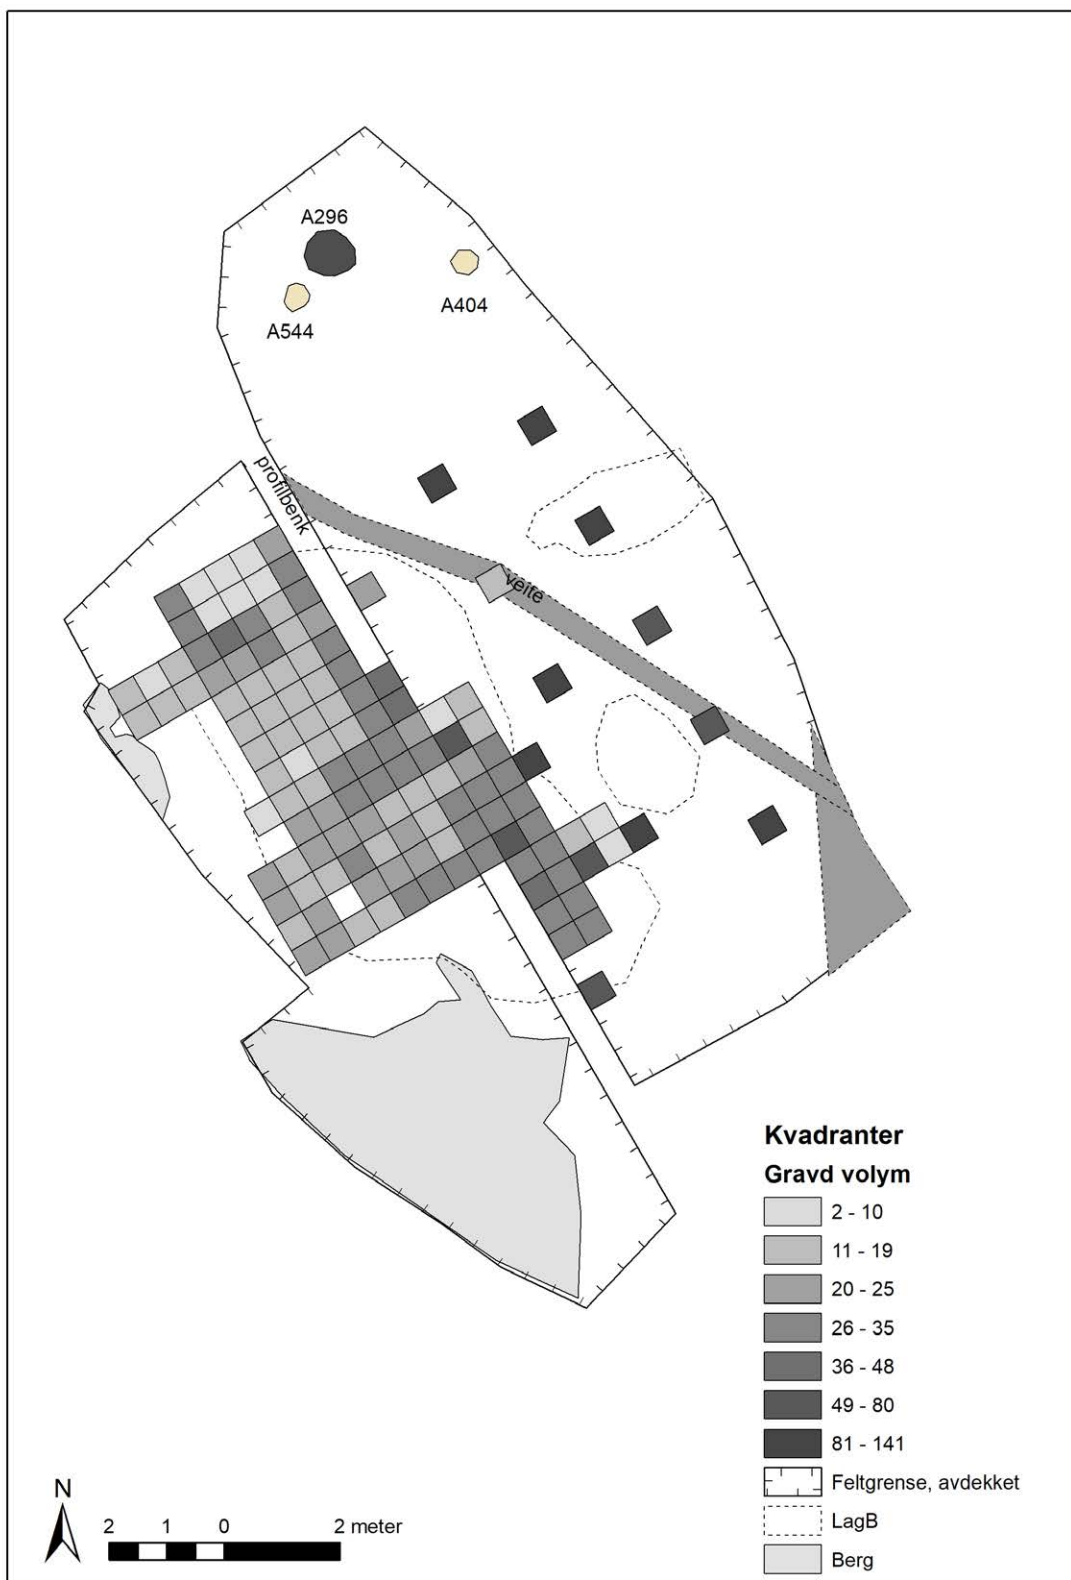 A296
A404
A544
profilbenk
veite
Kvadranter
Gravd volym
2 - 10
11 - 19
20 - 25
26 - 35
36 - 48
49 - 80
81 - 141
Feltgrense, avdekket
LagB
Berg
N
2 1 0 2 meter